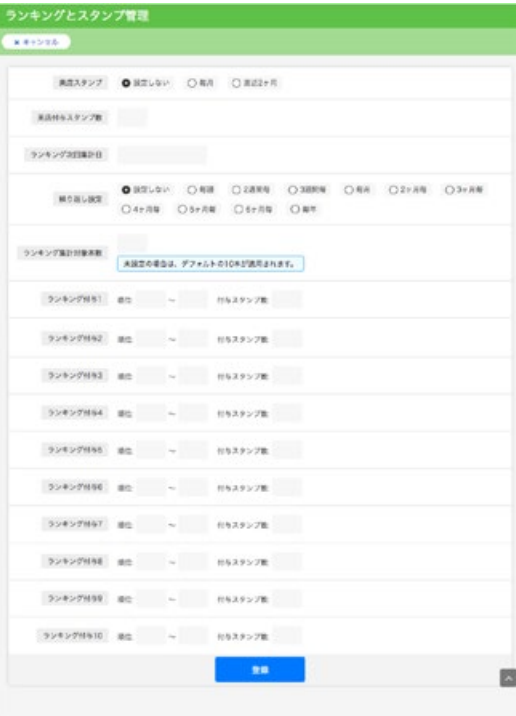 ランキングとスタンプ管理
× キャンセル
来店スタンプ 設定しない 毎月 直近2ヶ月
来店付与スタンプ数
ランキング次回集計日
繰り返し設定 設定しない 毎週 2週間毎 3週間毎 毎月 2ヶ月毎 3ヶ月毎
4ヶ月毎 5ヶ月毎 6ヶ月毎 毎年
ランキング集計対象本数
未設定の場合は、デフォルトの10本が適用されます。
ランキング付与1 順位 ～ 付与スタンプ数
ランキング付与2 順位 ～ 付与スタンプ数
ランキング付与3 順位 ～ 付与スタンプ数
ランキング付与4 順位 ～ 付与スタンプ数
ランキング付与5 順位 ～ 付与スタンプ数
ランキング付与6 順位 ～ 付与スタンプ数
ランキング付与7 順位 ～ 付与スタンプ数
ランキング付与8 順位 ～ 付与スタンプ数
ランキング付与9 順位 ～ 付与スタンプ数
ランキング付与10 順位 ～ 付与スタンプ数
登録